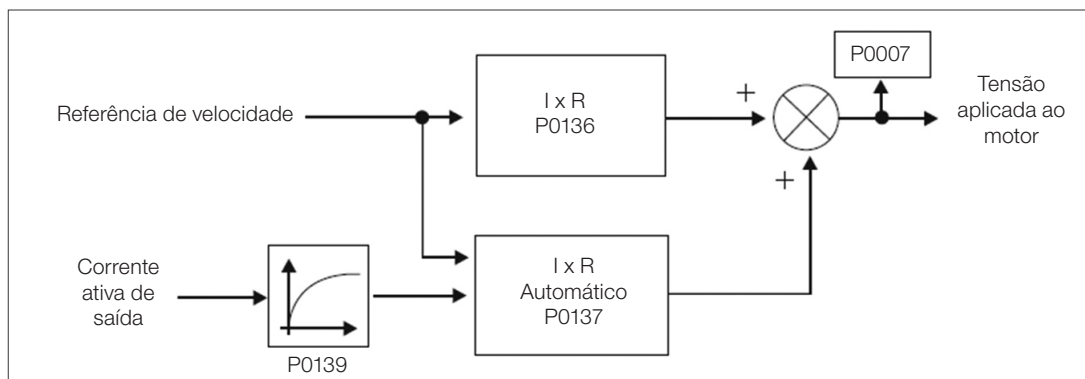 Referência de velocidade
I x R
P0136
+
P0007
Tensão
aplicada ao
motor
+
Corrente
ativa de
saída
P0139
I x R
Automático
P0137